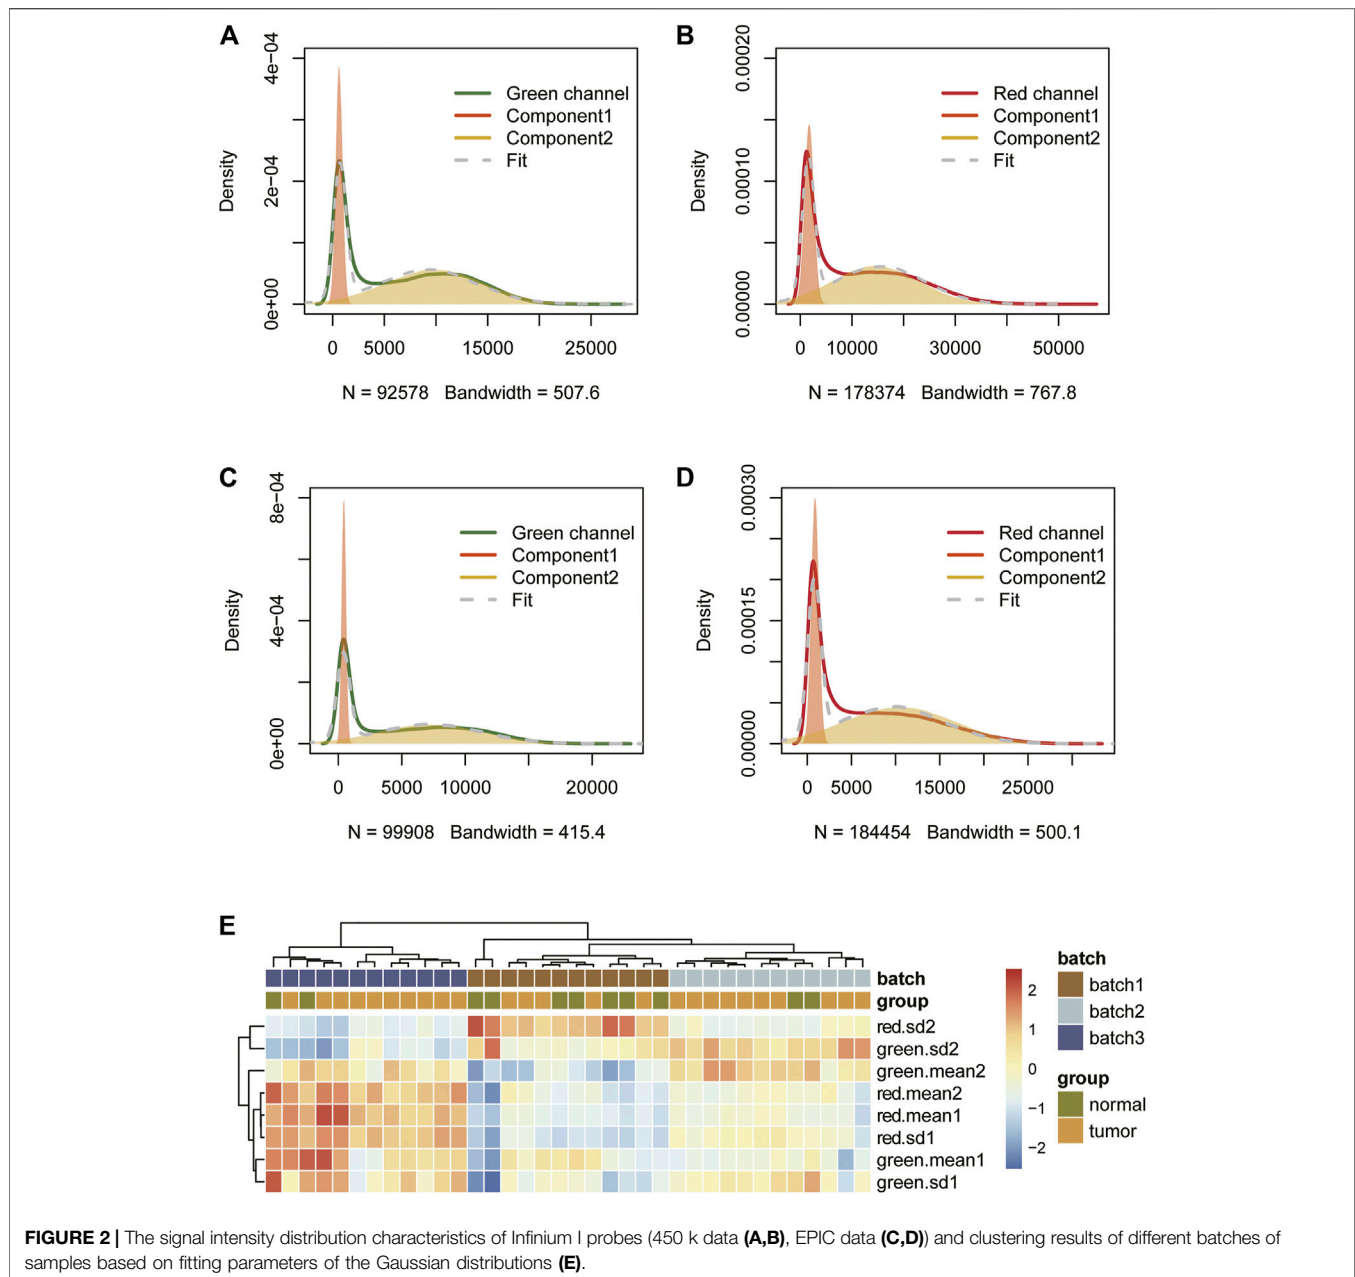 A
4e−04
2e−04
0e+00
Density
Green channel
Component1
Component2
Fit
0 5000 15000 25000
N = 92578 Bandwidth = 507.6
B
0.00020
0.00010
0.00000
Density
Red channel
Component1
Component2
Fit
0 10000 30000 50000
N = 178374 Bandwidth = 767.8
C
8e−04
4e−04
0e+00
Density
Green channel
Component1
Component2
Fit
0 5000 10000 20000
N = 99908 Bandwidth = 415.4
D
0.00030
0.00015
0.00000
Density
Red channel
Component1
Component2
Fit
0 5000 15000 25000
N = 184454 Bandwidth = 500.1
E
batch
group
red.sd2
green.sd2
green.mean2
red.mean2
red.mean1
red.sd1
green.mean1
green.sd1
2
1
0
−1
−2
batch
batch1
batch2
batch3
group
normal
tumor
FIGURE 2 | The signal intensity distribution characteristics of Infinium I probes (450 k data (A,B), EPIC data (C,D)) and clustering results of different batches of
samples based on fitting parameters of the Gaussian distributions (E).